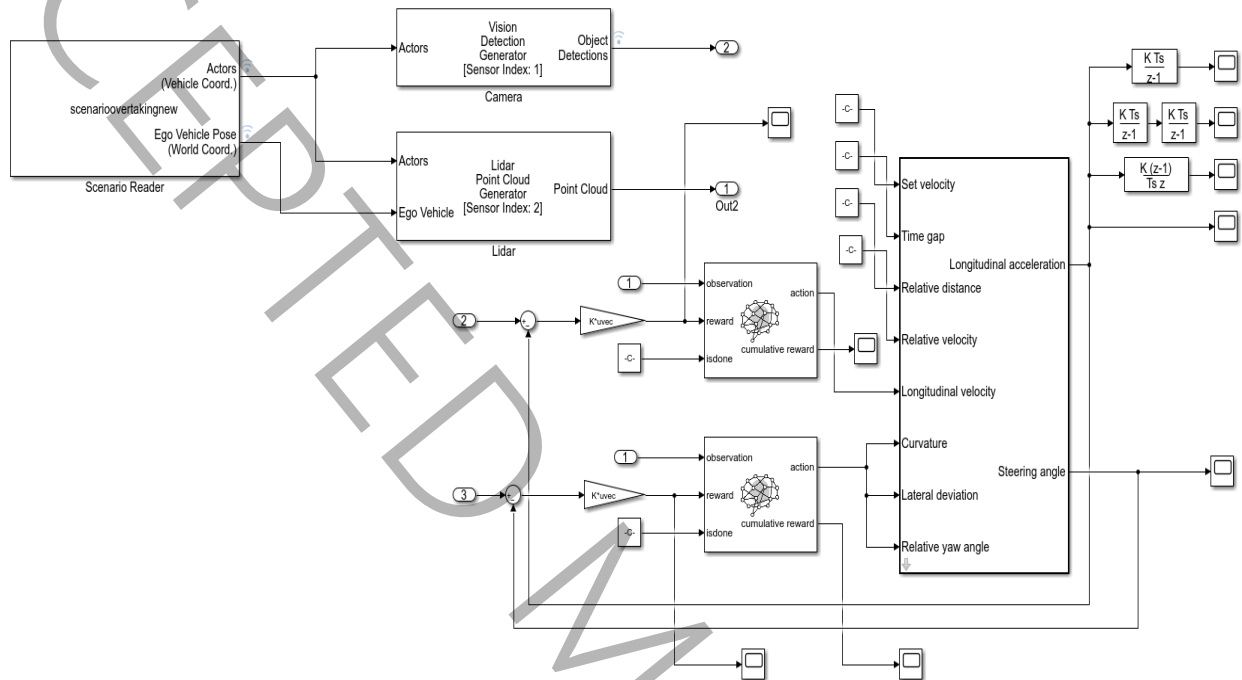 Actors
(Vehicle Coord.)
scenarioovertakingnew
Ego Vehicle Pose
(World Coord.)
Scenario Reader
Actors
Vision
Detection
Generator
[Sensor Index: 1]
Object
Detections
Camera
2
Actors
Ego Vehicle
Lidar
Point Cloud
Generator
[Sensor Index: 2]
Point Cloud
Lidar
1
Out2
2
+
-
K*uvec
1
-C-
observation
reward
isdone
action
cumulative reward
3
+
-
K*uvec
1
-C-
observation
reward
isdone
action
cumulative reward
-C-
-C-
-C-
-C-
Set velocity
Time gap
Relative distance
Relative velocity
Longitudinal velocity
Curvature
Lateral deviation
Relative yaw angle
Longitudinal acceleration
Steering angle
K Ts
z-1
K Ts
z-1
K Ts
z-1
K (z-1)
Ts z
CEPTED M